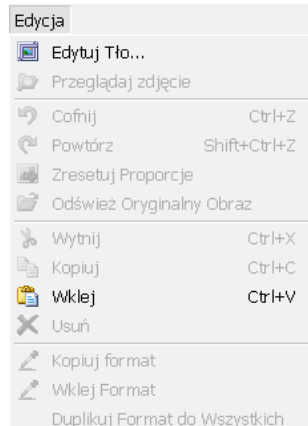 Edycja
Edytuj Tło...
Przeglądaj zdjęcie
Cofnij Ctrl+Z
Powtórz Shift+Ctrl+Z
Zresetuj Proporcje
Odśwież Oryginalny Obraz
Wytnij Ctrl+X
Kopiuj Ctrl+C
Wklej Ctrl+V
Usuń
Kopiuj format
Wklej Format
Duplikuj Format do Wszystkich